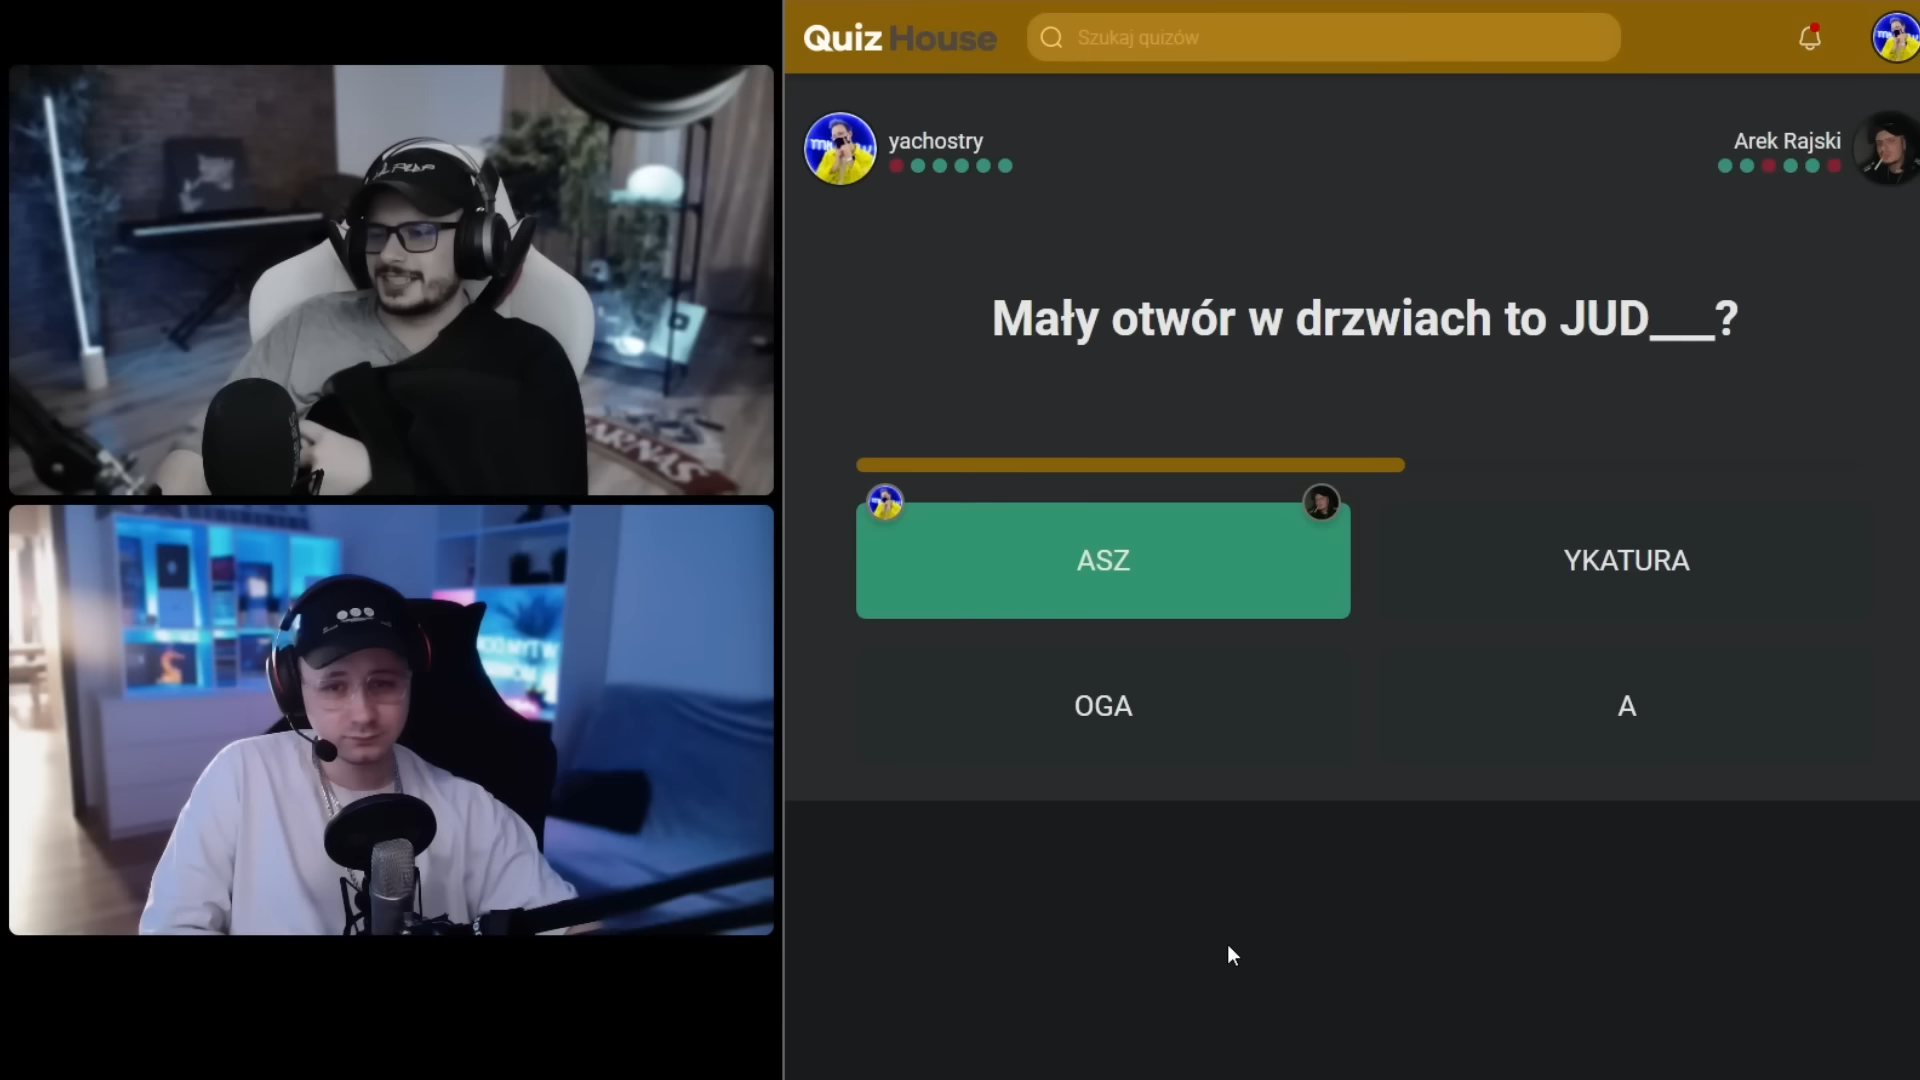 Quiz House
Szukaj quizów
yachostry
Arek Rajski
Mały otwór w drzwiach to JUD___?
ASZ
YKATURA
OGA
A